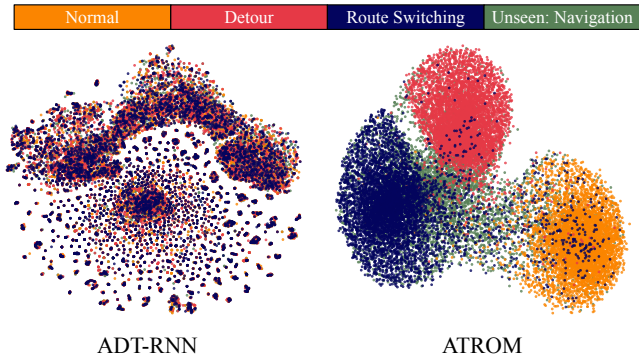 Normal Detour Route Switching Unseen: Navigation
ADT-RNN ATROM